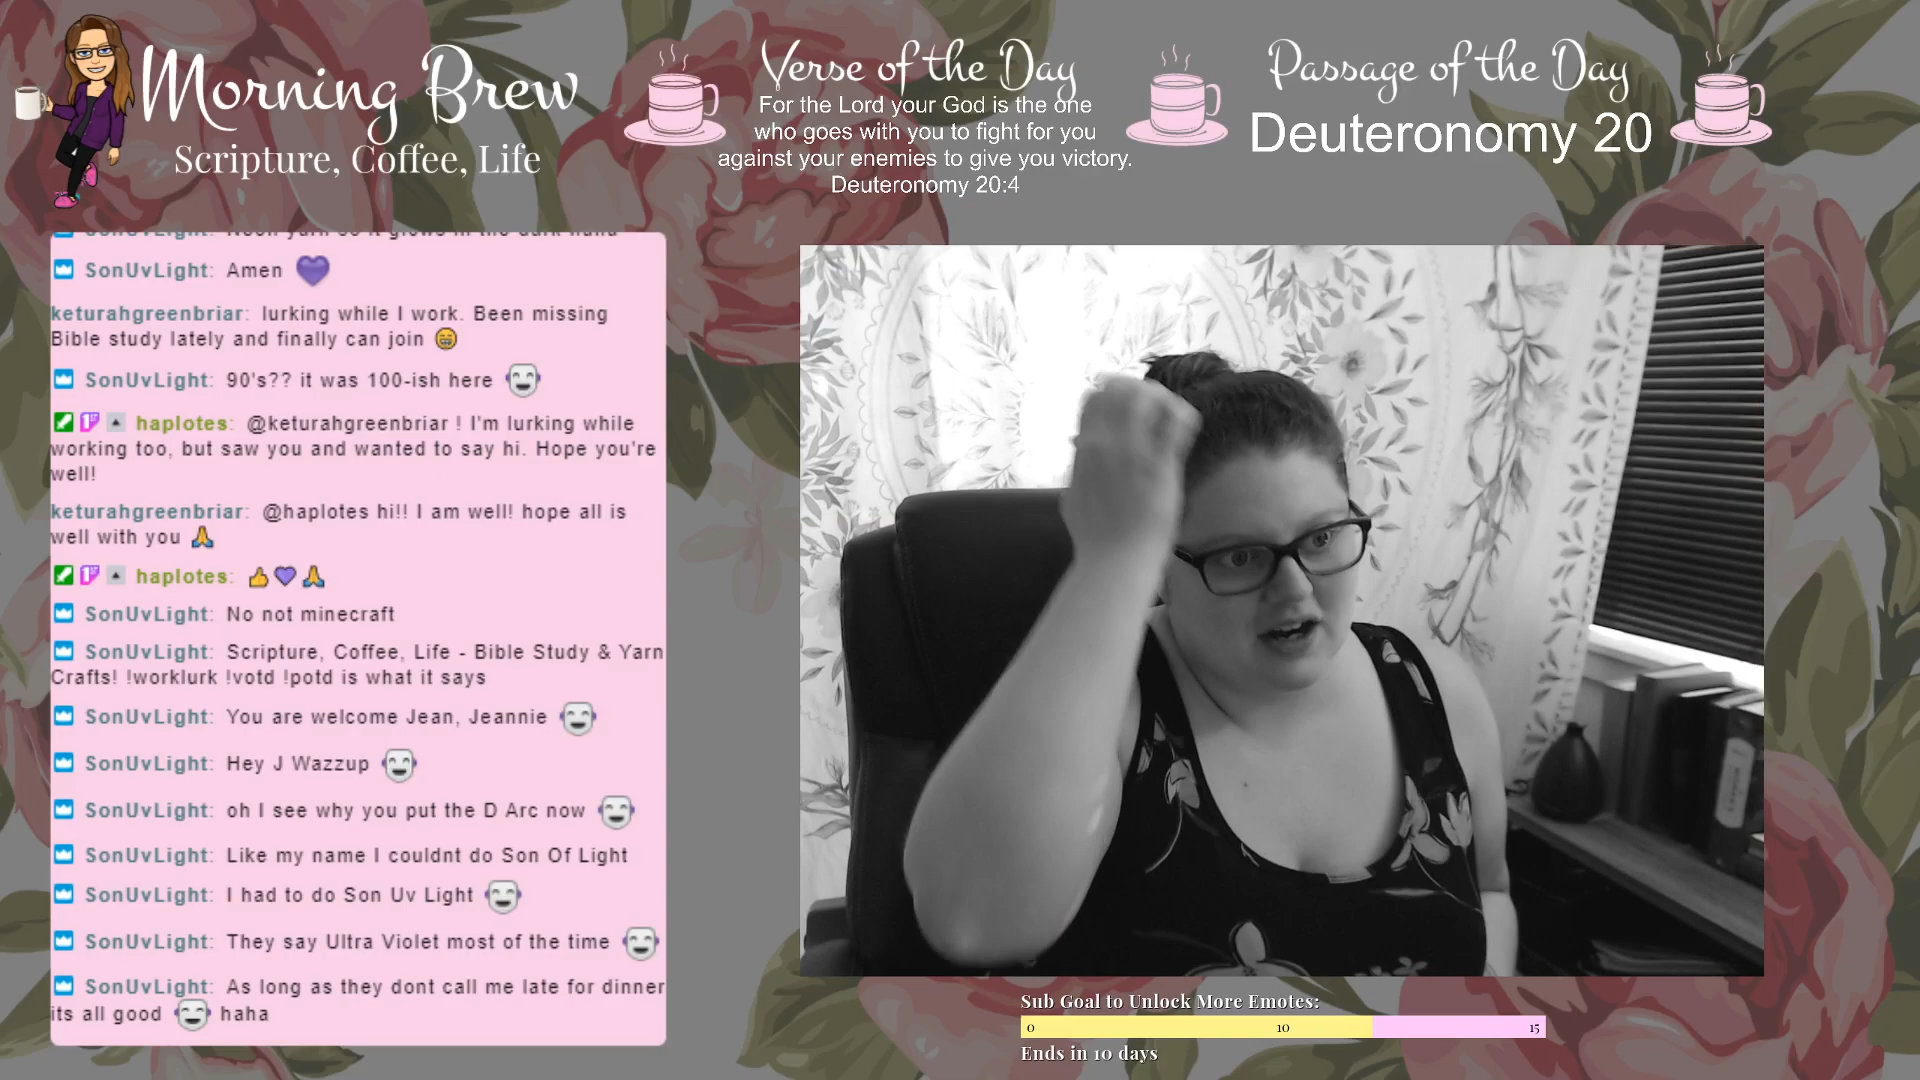 Morning Brew
Scripture, Coffee, Life
Verse of the Day
For the Lord your God is the one
who goes with you to fight for you
against your enemies to give you victory.
Deuteronomy 20:4
Passage of the Day
Deuteronomy 20
SonUvLight: Amen 💜
keturahgreenbriar: lurking while I work. Been missing
Bible study lately and finally can join 😁
SonUvLight: 90's?? it was 100-ish here
haplotes: @keturahgreenbriar ! I'm lurking while
working too, but saw you and wanted to say hi. Hope you're
well!
keturahgreenbriar: @haplotes hi!! I am well! hope all is
well with you 🙏
haplotes: 👍💜🙏
SonUvLight: No not minecraft
SonUvLight: Scripture, Coffee, Life - Bible Study & Yarn
Crafts! !worklurk !votd !potd is what it says
SonUvLight: You are welcome Jean, Jeannie
SonUvLight: Hey J Wazzup
SonUvLight: oh I see why you put the D Arc now
SonUvLight: Like my name I couldnt do Son Of Light
SonUvLight: I had to do Son Uv Light
SonUvLight: They say Ultra Violet most of the time
SonUvLight: As long as they dont call me late for dinner
its all good haha
Sub Goal to Unlock More Emotes:
0 10 15
Ends in 10 days